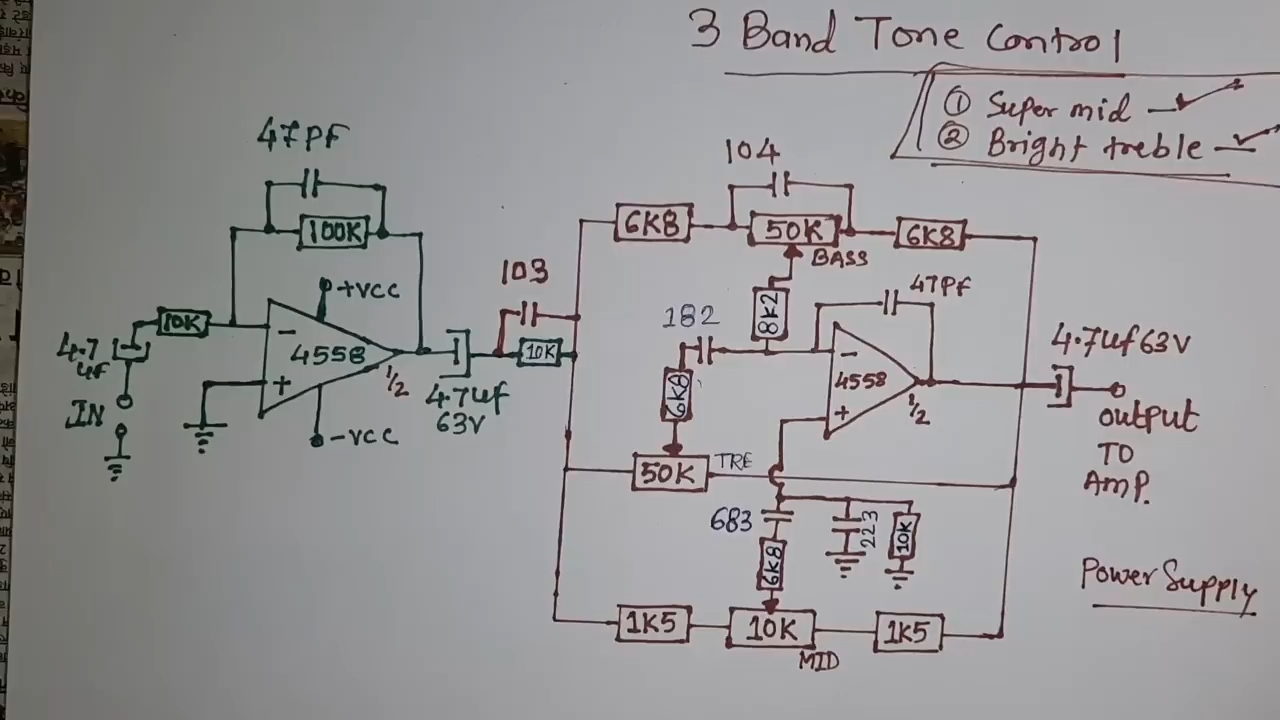 3 Band Tone Control
① Super mid
② Bright treble
47PF
100K
+VCC
10K
4.7
uF
IN
−
4558
+
1/2
-VCC
4.7uf
63V
103
10K
104
6K8
50K
6K8
BASS
8K2
182
6K8
47Pf
−
4558
+
1/2
4.7uf63V
output
TO
AmP.
50K
TRE
683
223
10K
6K8
1K5
10K
1K5
MID
Power Supply